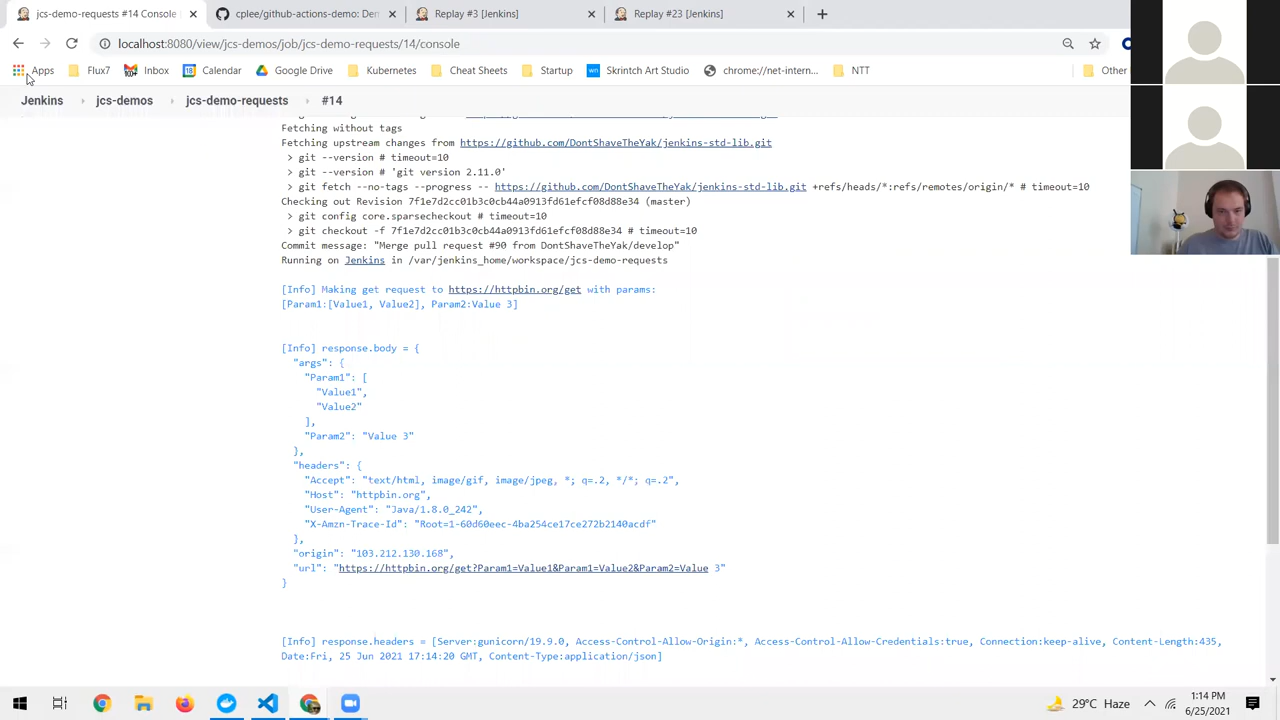 jcs-demo-requests #14 Console
cplee/github-actions-demo: Den
Replay #3 [Jenkins]
Replay #23 [Jenkins]
localhost:8080/view/jcs-demos/job/jcs-demo-requests/14/console
Apps
Flux7
Inbox
Calendar
Google Drive
Kubernetes
Cheat Sheets
Startup
Skrintch Art Studio
chrome://net-intern...
NTT
Other
Jenkins
jcs-demos
jcs-demo-requests
#14
Fetching without tags
Fetching upstream changes from https://github.com/DontShaveTheYak/jenkins-std-lib.git
> git --version # timeout=10
> git --version # 'git version 2.11.0'
> git fetch --no-tags --progress -- https://github.com/DontShaveTheYak/jenkins-std-lib.git +refs/heads/*:refs/remotes/origin/* # timeout=10
Checking out Revision 7f1e7d2cc01b3c0cb44a0913fd61efcf08d88e34 (master)
> git config core.sparsecheckout # timeout=10
> git checkout -f 7f1e7d2cc01b3c0cb44a0913fd61efcf08d88e34 # timeout=10
Commit message: "Merge pull request #90 from DontShaveTheYak/develop"
Running on Jenkins in /var/jenkins_home/workspace/jcs-demo-requests
[Info] Making get request to https://httpbin.org/get with params:
[Param1:[Value1, Value2], Param2:Value 3]
[Info] response.body = {
"args": {
"Param1": [
"Value1",
"Value2"
],
"Param2": "Value 3"
},
"headers": {
"Accept": "text/html, image/gif, image/jpeg, *; q=.2, */*; q=.2",
"Host": "httpbin.org",
"User-Agent": "Java/1.8.0_242",
"X-Amzn-Trace-Id": "Root=1-60d60eec-4ba254ce17ce272b2140acdf"
},
"origin": "103.212.130.168",
"url": "https://httpbin.org/get?Param1=Value1&Param1=Value2&Param2=Value 3"
}
[Info] response.headers = [Server:gunicorn/19.9.0, Access-Control-Allow-Origin:*, Access-Control-Allow-Credentials:true, Connection:keep-alive, Content-Length:435,
Date:Fri, 25 Jun 2021 17:14:20 GMT, Content-Type:application/json]
29°C Haze
1:14 PM
6/25/2021